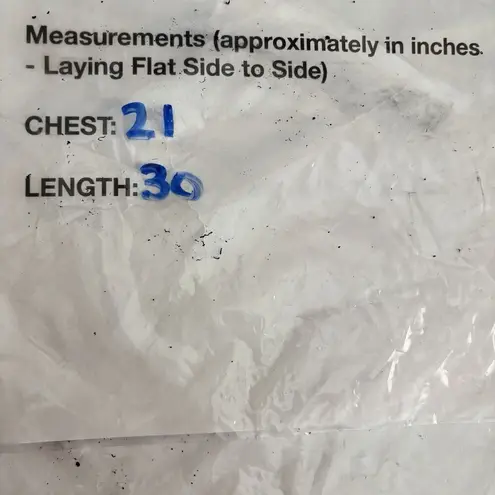 Measurements (approximately in inches.
- Laying Flat Side to Side)
CHEST: 21
LENGTH: 30